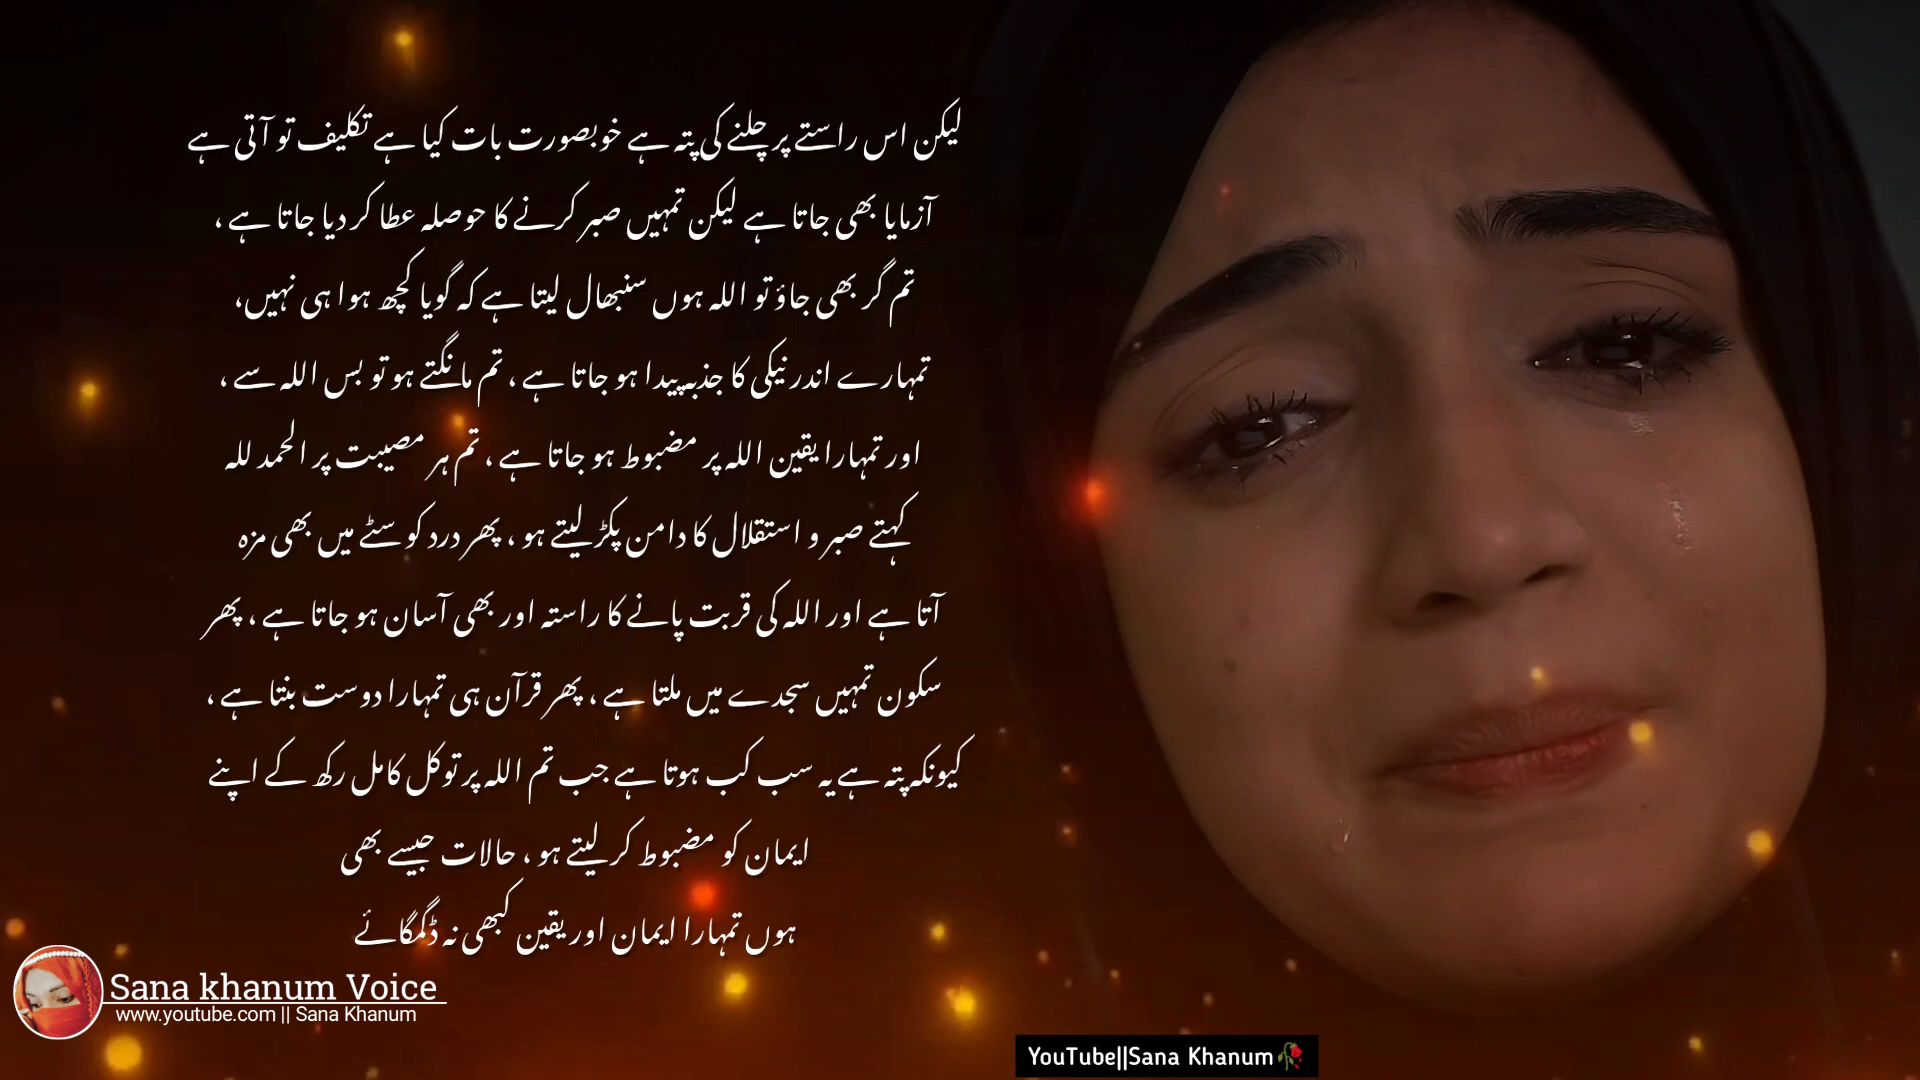 لیکن اس راستے پر چلنے کی پتہ ہے خوبصورت بات کیا ہے تکلیف تو آتی ہے
آزمایا بھی جاتا ہے لیکن تمہیں صبر کرنے کا حوصلہ عطا کر دیا جاتا ہے ،
تم گر بھی جاؤ تو اللہ ہوں سنبھال لیتا ہے کہ گویا کچھ ہوا ہی نہیں،
تمہارے اندر نیکی کا جذبہ پیدا ہو جاتا ہے ، تم مانگتے ہو تو بس اللہ سے ،
اور تمہارا یقین اللہ پر مضبوط ہو جاتا ہے ، تم ہر مصیبت پر الحمد للہ
کہتے صبر و استقلال کا دامن پکڑ لیتے ہو ، پھر درد کو سٹے میں بھی مزہ
آتا ہے اور اللہ کی قربت پانے کا راستہ اور بھی آسان ہو جاتا ہے ، پھر
سکون تمہیں سجدے میں ملتا ہے ، پھر قرآن ہی تمہارا دوست بنتا ہے ،
کیونکہ پتہ ہے یہ سب کب ہوتا ہے جب تم اللہ پر توکل کامل رکھ کے اپنے
ایمان کو مضبوط کر لیتے ہو ، حالات جیسے بھی
ہوں تمہارا ایمان اور یقین کبھی نہ ڈگمگائے
Sana khanum Voice
www.youtube.com || Sana Khanum
YouTube||Sana Khanum🥀